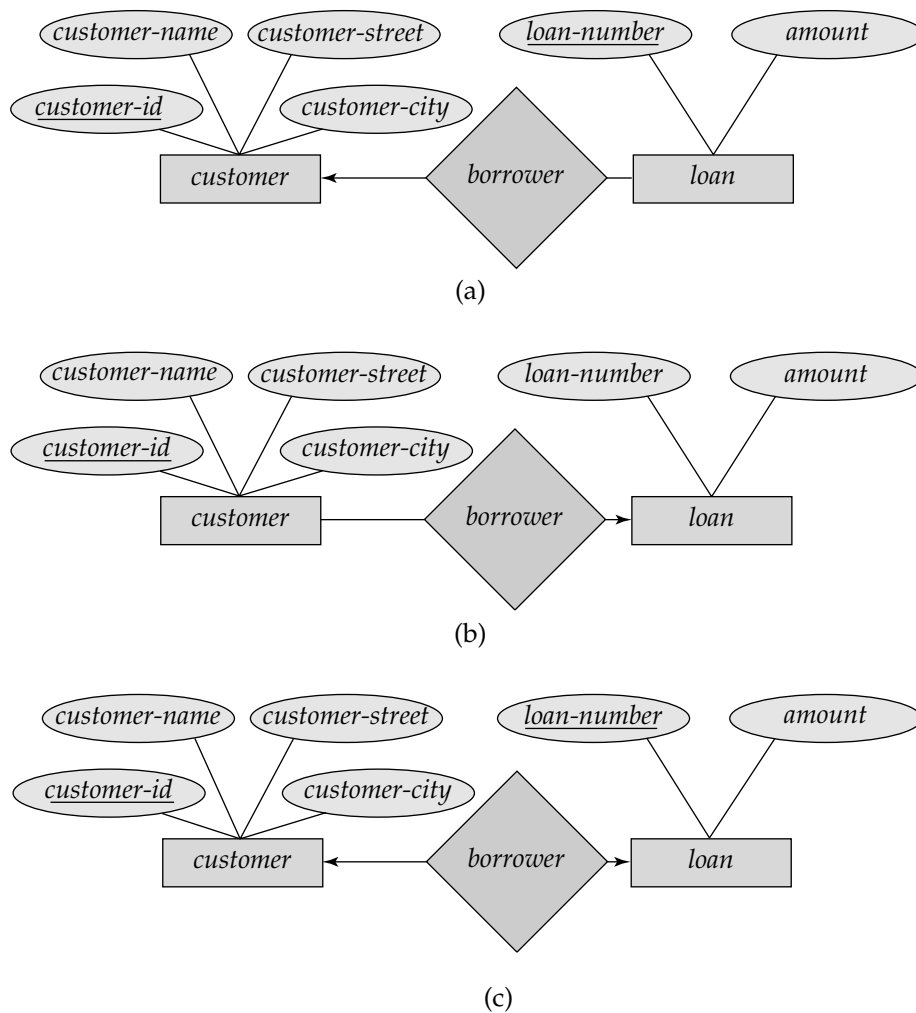 customer-name customer-street loan-number amount
customer-id customer-city
customer borrower loan
(a)
customer-name customer-street loan-number amount
customer-id customer-city
customer borrower loan
(b)
customer-name customer-street loan-number amount
customer-id customer-city
customer borrower loan
(c)